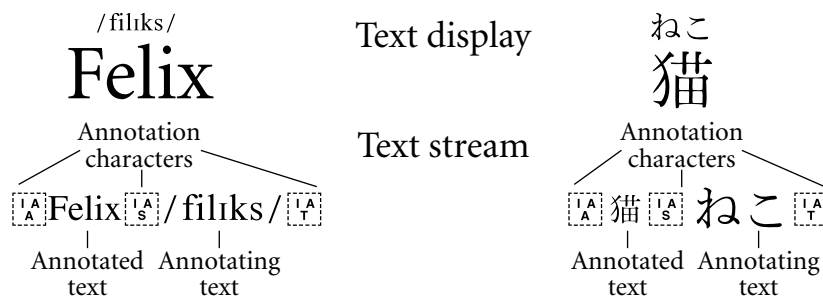 /filɪks/
Felix
Text display
ねこ
猫
Annotation
characters
Text stream
Annotation
characters
IAA Felix IAS /filɪks/ IAT
IAA 猫 IAS ねこ IAT
Annotated
text
Annotating
text
Annotated
text
Annotating
text